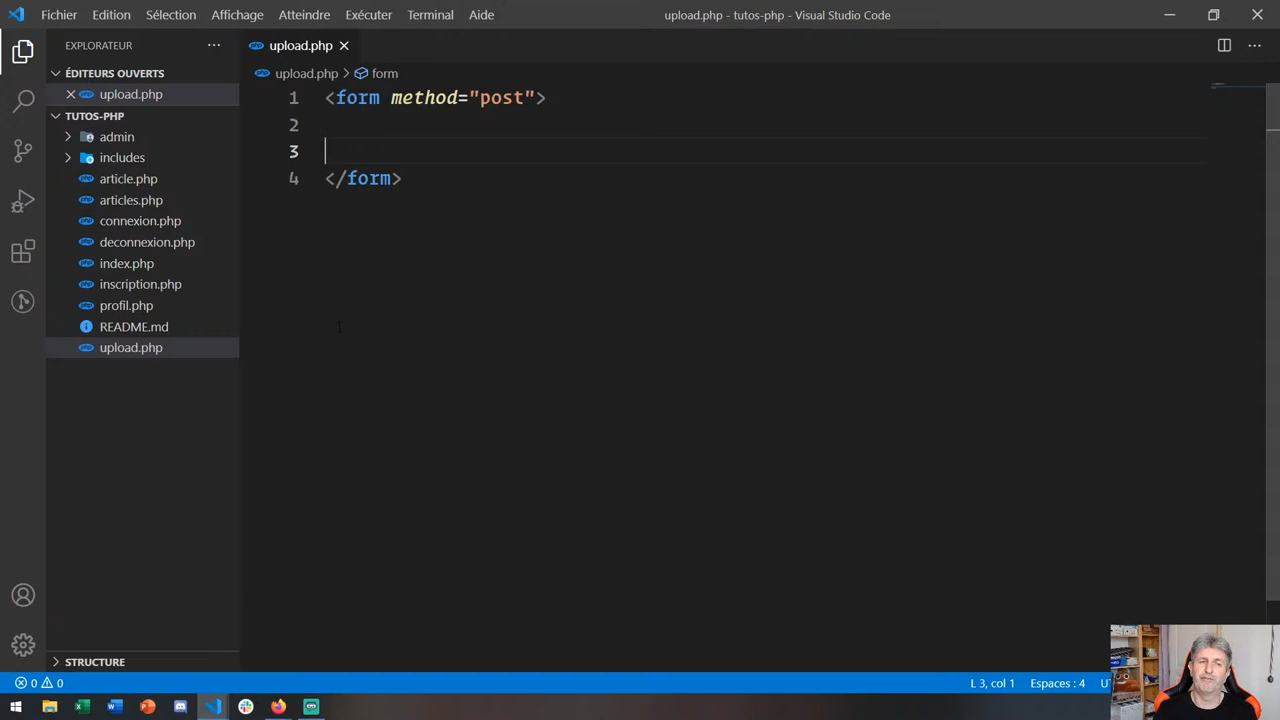 Fichier Edition Sélection Affichage Atteindre Exécuter Terminal Aide
upload.php - tutos-php - Visual Studio Code
EXPLORATEUR
ÉDITEURS OUVERTS
upload.php
TUTOS-PHP
admin
includes
article.php
articles.php
connexion.php
deconnexion.php
index.php
inscription.php
profil.php
README.md
upload.php
STRUCTURE
upload.php
upload.php > form
1 <form method="post">
2
3
4 </form>
0 0
L 3, col 1 Espaces : 4 UT